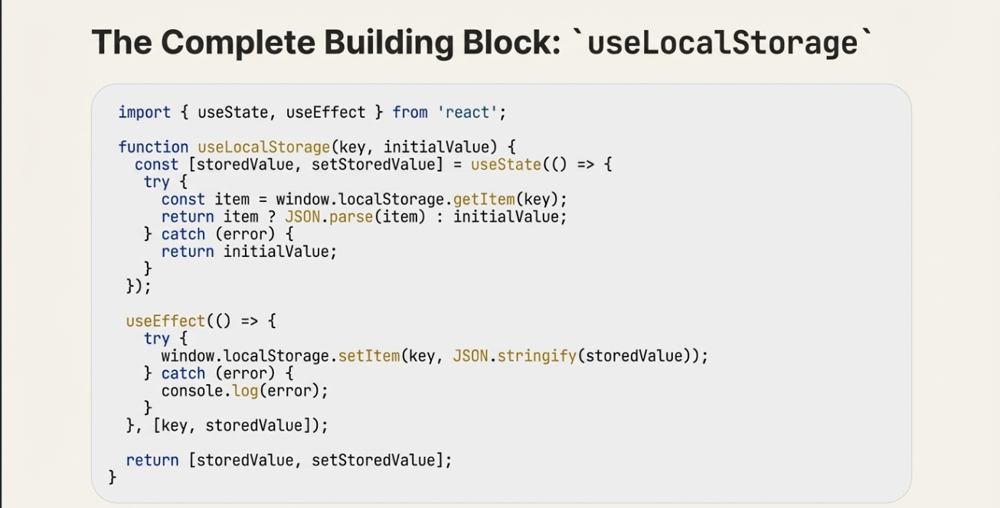 The Complete Building Block: `useLocalStorage`
import { useState, useEffect } from 'react';
function useLocalStorage(key, initialValue) {
const [storedValue, setStoredValue] = useState(() => {
try {
const item = window.localStorage.getItem(key);
return item ? JSON.parse(item) : initialValue;
} catch (error) {
return initialValue;
}
});
useEffect(() => {
try {
window.localStorage.setItem(key, JSON.stringify(storedValue));
} catch (error) {
console.log(error);
}
}, [key, storedValue]);
return [storedValue, setStoredValue];
}